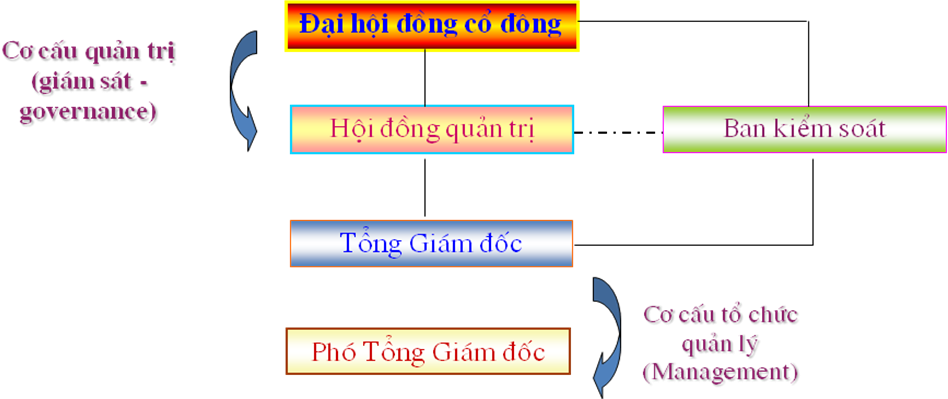 Đại hội đồng cổ đông
Cơ cấu quản trị
(giám sát -
governance)
Hội đồng quản trị
Ban kiểm soát
Tổng Giám đốc
Cơ cấu tổ chức
quản lý
(Management)
Phó Tổng Giám đốc